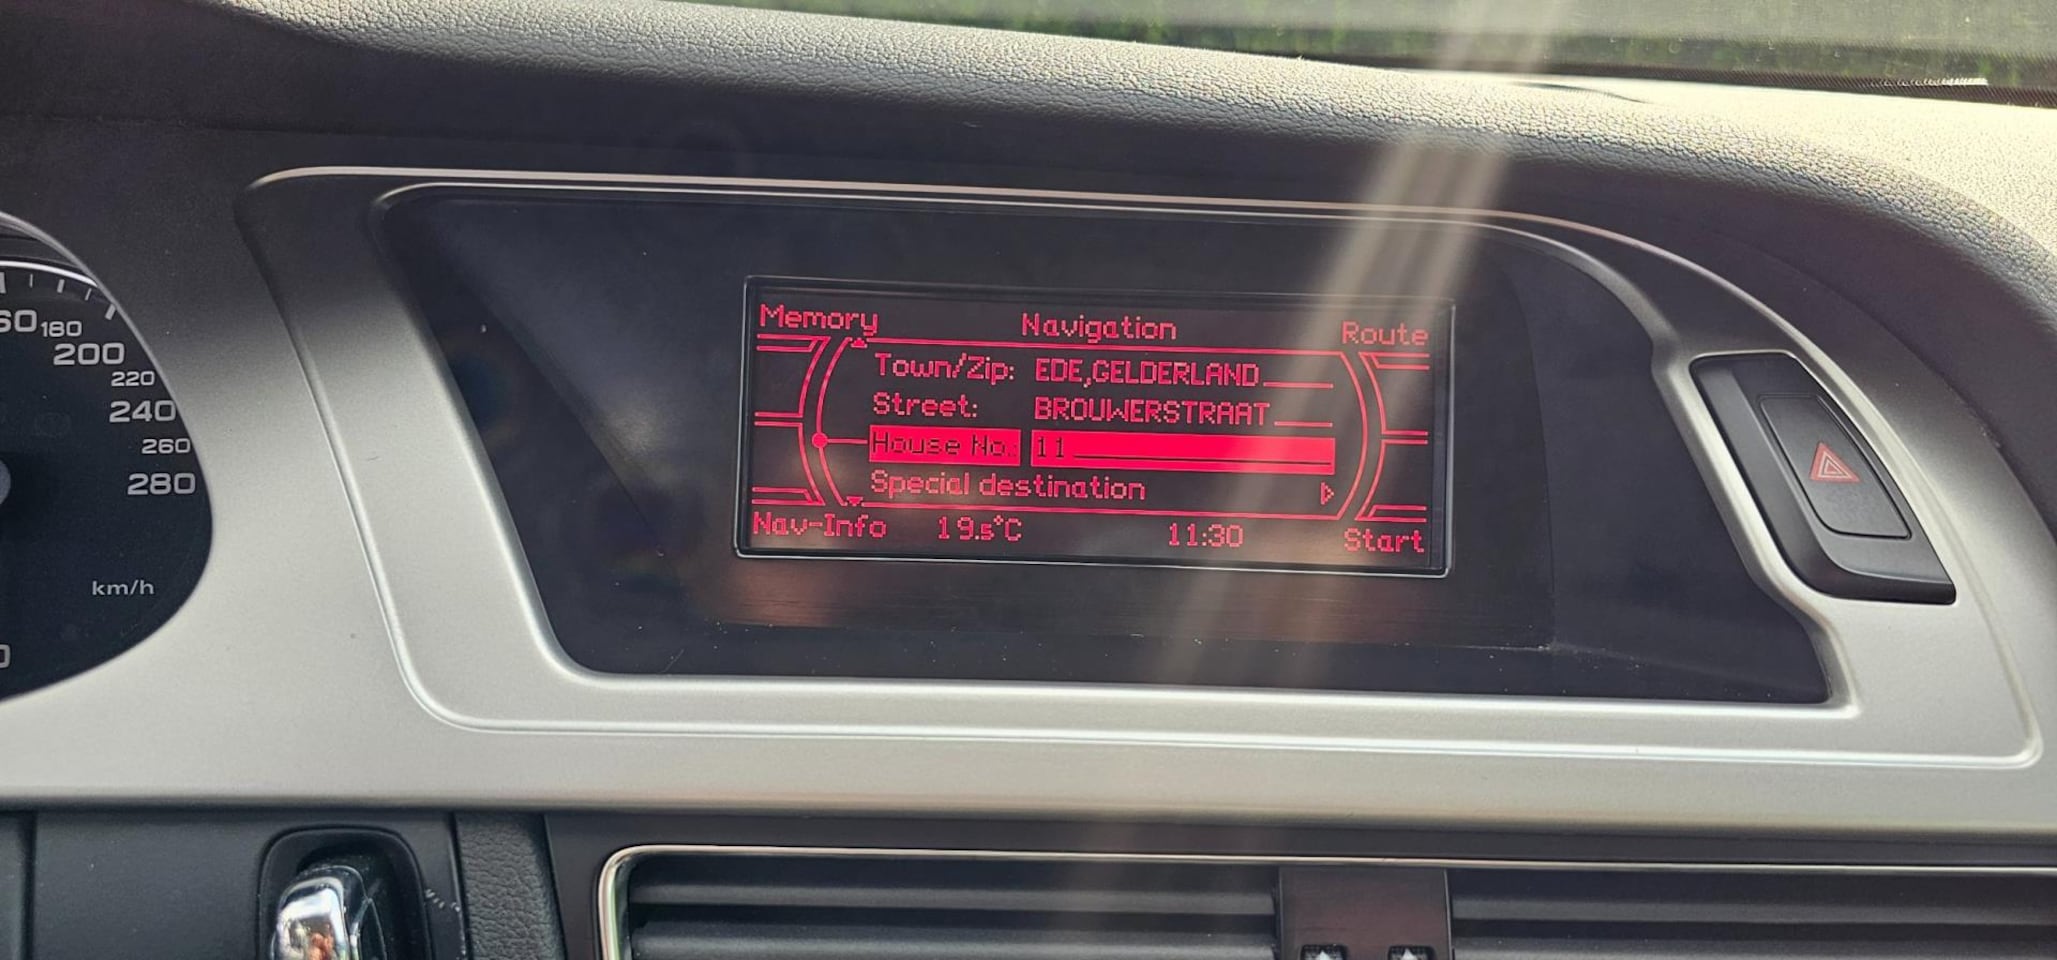 Memory Navigation Route
Town/Zip: EDE,GELDERLAND
Street: BROUWERSTRAAT
House No.: 11
Special destination
Nav-Info 19.5°C 11:30 Start
180
200
220
240
260
280
km/h